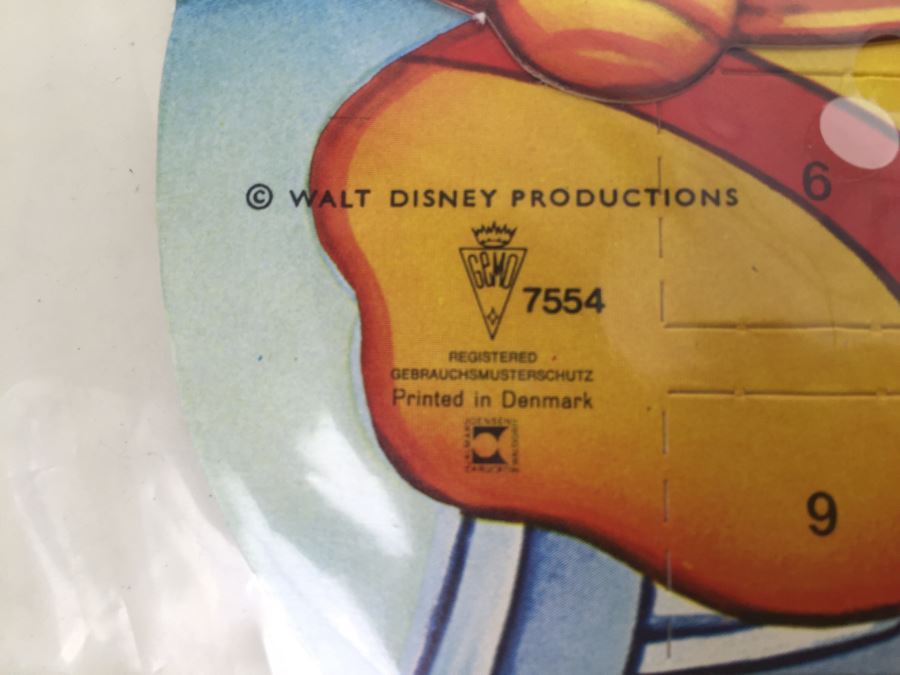 © WALT DISNEY PRODUCTIONS
6
GEMO
7554
REGISTERED
GEBRAUCHSMUSTERSCHUTZ
Printed in Denmark
9